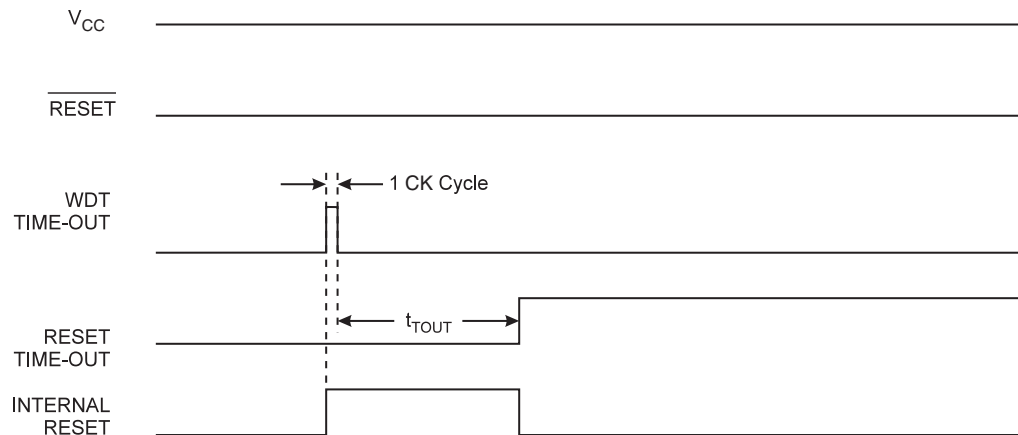 VCC
RESET
1 CK Cycle
WDT
TIME-OUT
tTOUT
RESET
TIME-OUT
INTERNAL
RESET